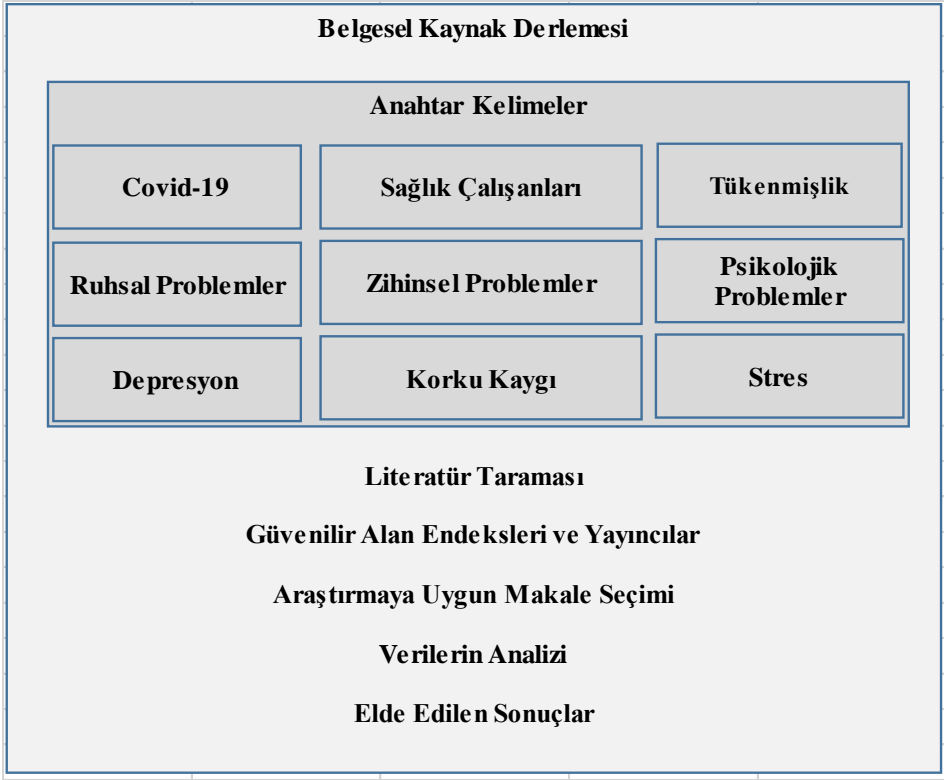 Belgesel Kaynak Derlemesi
Anahtar Kelimeler
Covid-19
Sağlık Çalışanları
Tükenmişlik
Ruhsal Problemler
Zihinsel Problemler
Psikolojik
Problemler
Depresyon
Korku Kaygı
Stres
Literatür Taraması
Güvenilir Alan Endeksleri ve Yayıncılar
Araştırmaya Uygun Makale Seçimi
Verilerin Analizi
Elde Edilen Sonuçlar